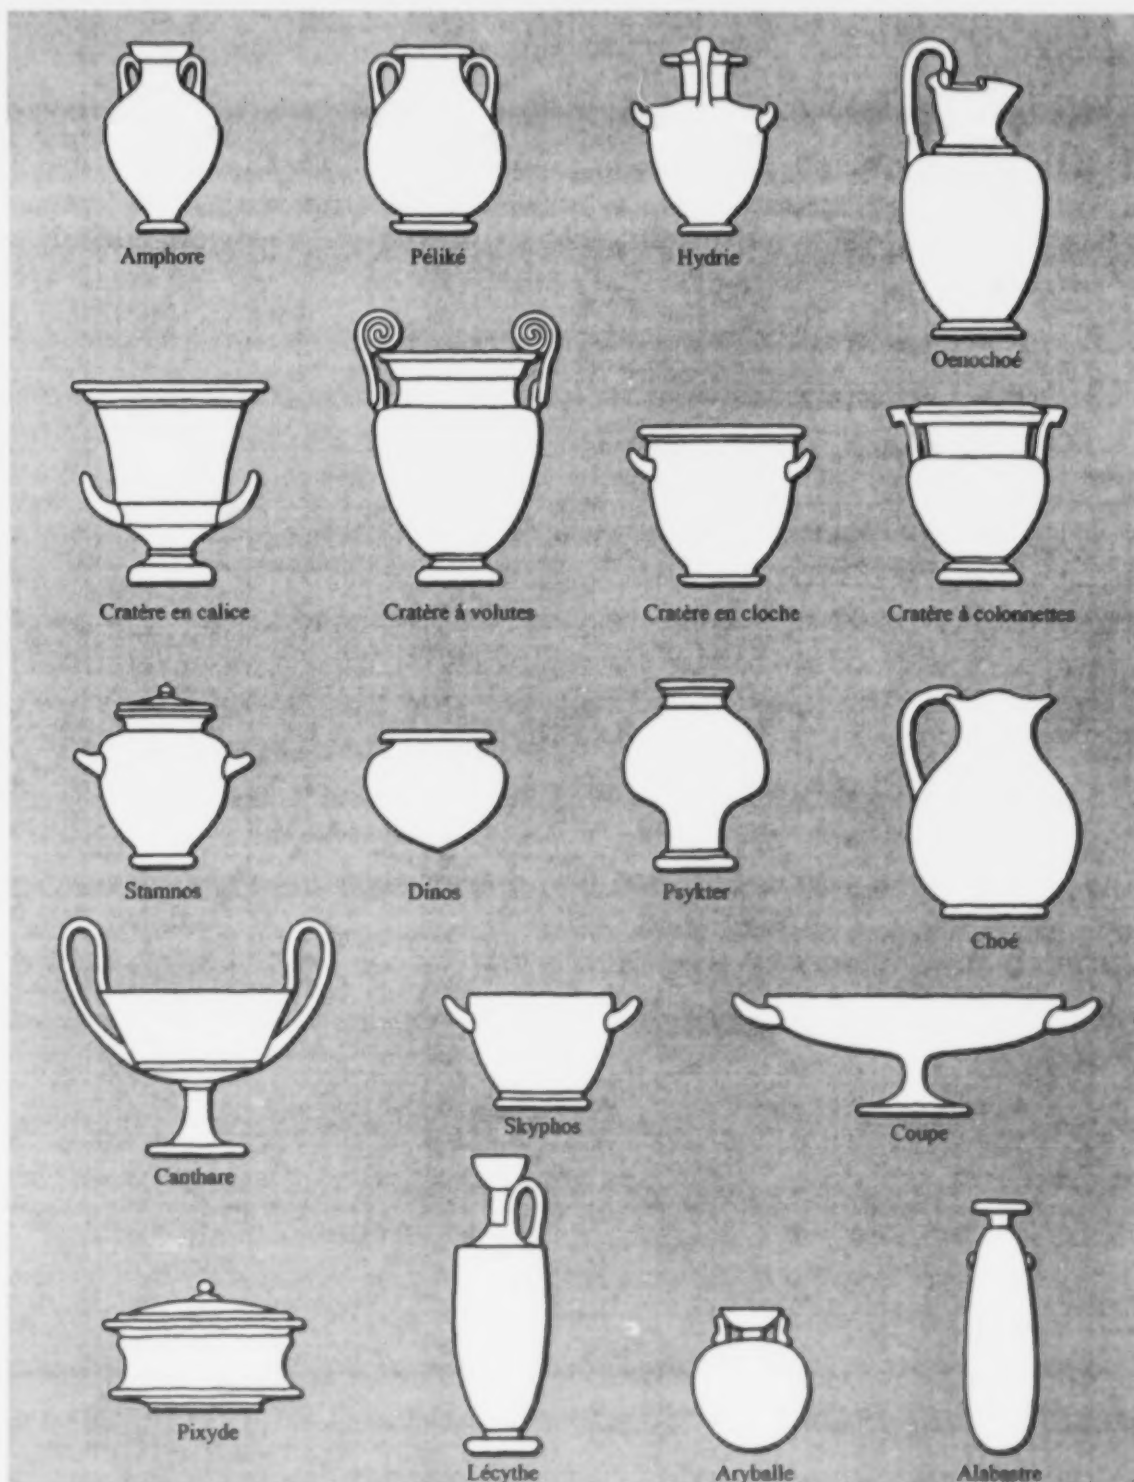 Amphore
Péliké
Hydrie
Oenochoé
Cratère en calice
Cratère à volutes
Cratère en cloche
Cratère à colonnettes
Stamnos
Dinos
Psykter
Choé
Canthare
Skyphos
Coupe
Pixyde
Lécythe
Aryballe
Alabastre